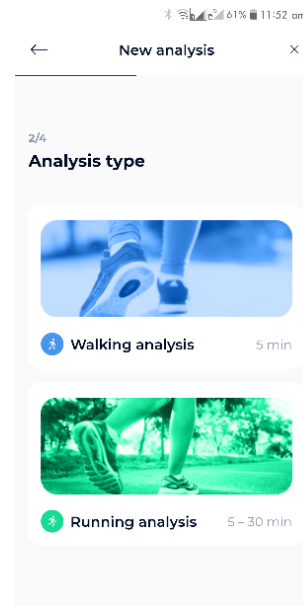 61% 11:52 am
New analysis
2/4
Analysis type
Walking analysis 5 min
Running analysis 5 – 30 min